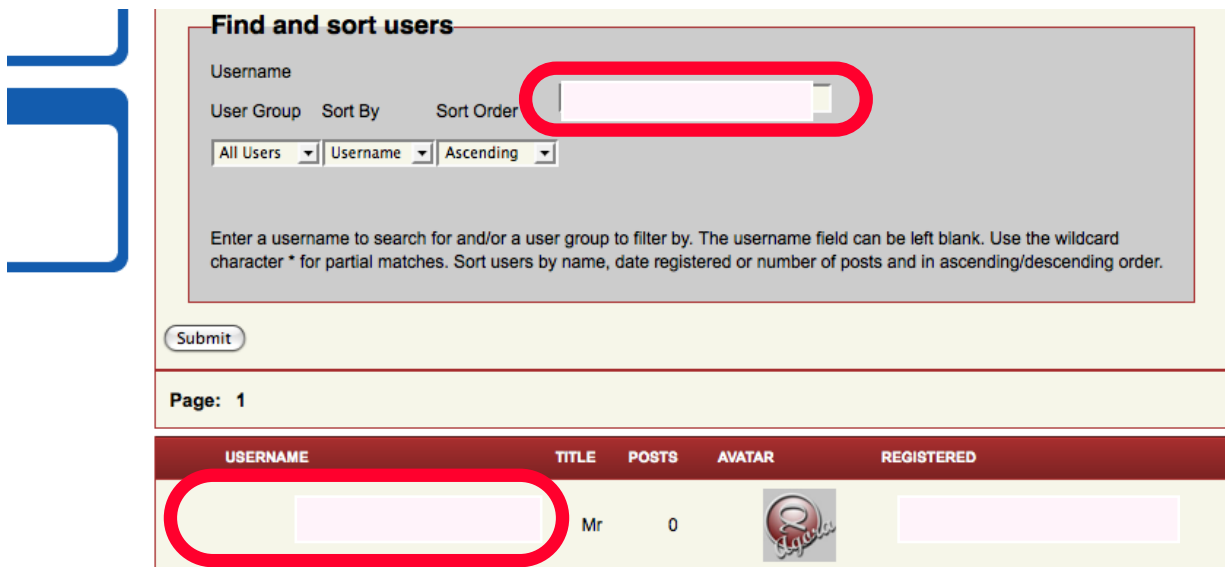 Find and sort users
Username
User Group Sort By Sort Order
All Users Username Ascending
Enter a username to search for and/or a user group to filter by. The username field can be left blank. Use the wildcard
character * for partial matches. Sort users by name, date registered or number of posts and in ascending/descending order.
Submit
Page: 1
USERNAME TITLE POSTS AVATAR REGISTERED
Mr 0
Agora